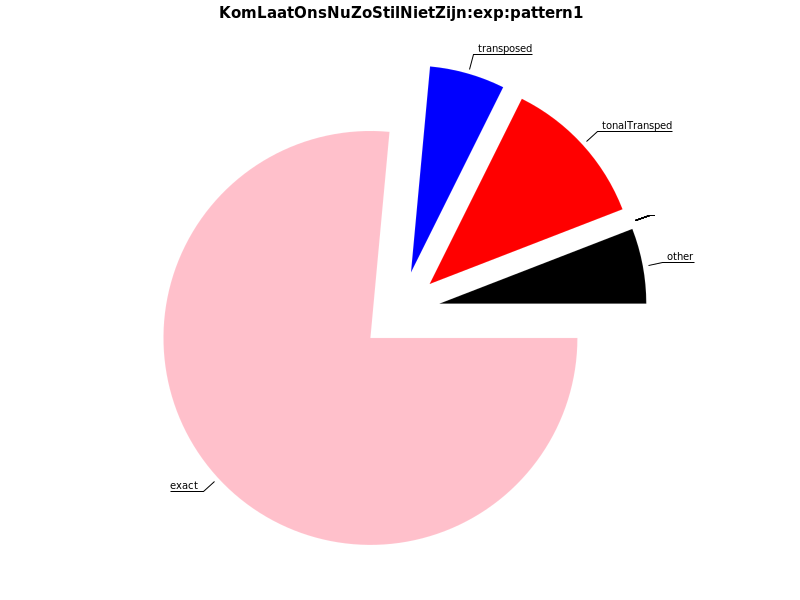 KomLaatOnsNuZoStilNietZijn:exp:pattern1
transposed
tonalTransped
other
exact